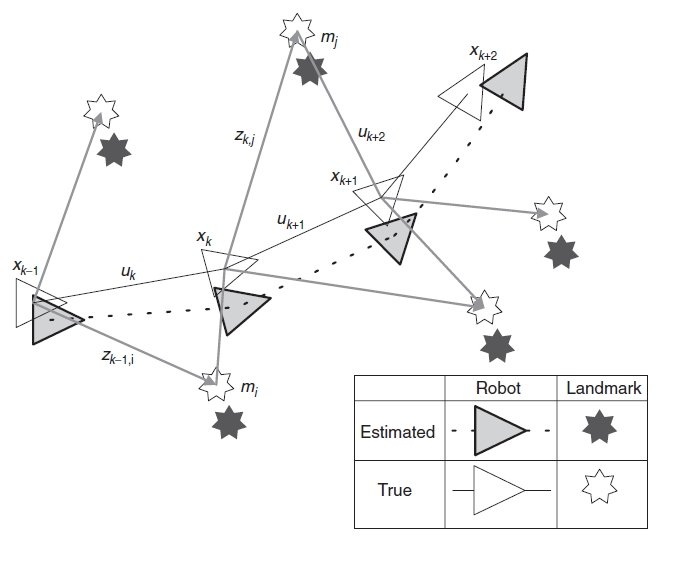 m_j
x_{k+2}
z_{k,j}
u_{k+2}
x_{k+1}
u_{k+1}
x_k
x_{k–1}
u_k
z_{k–1,i}
m_i
Robot Landmark
Estimated
True